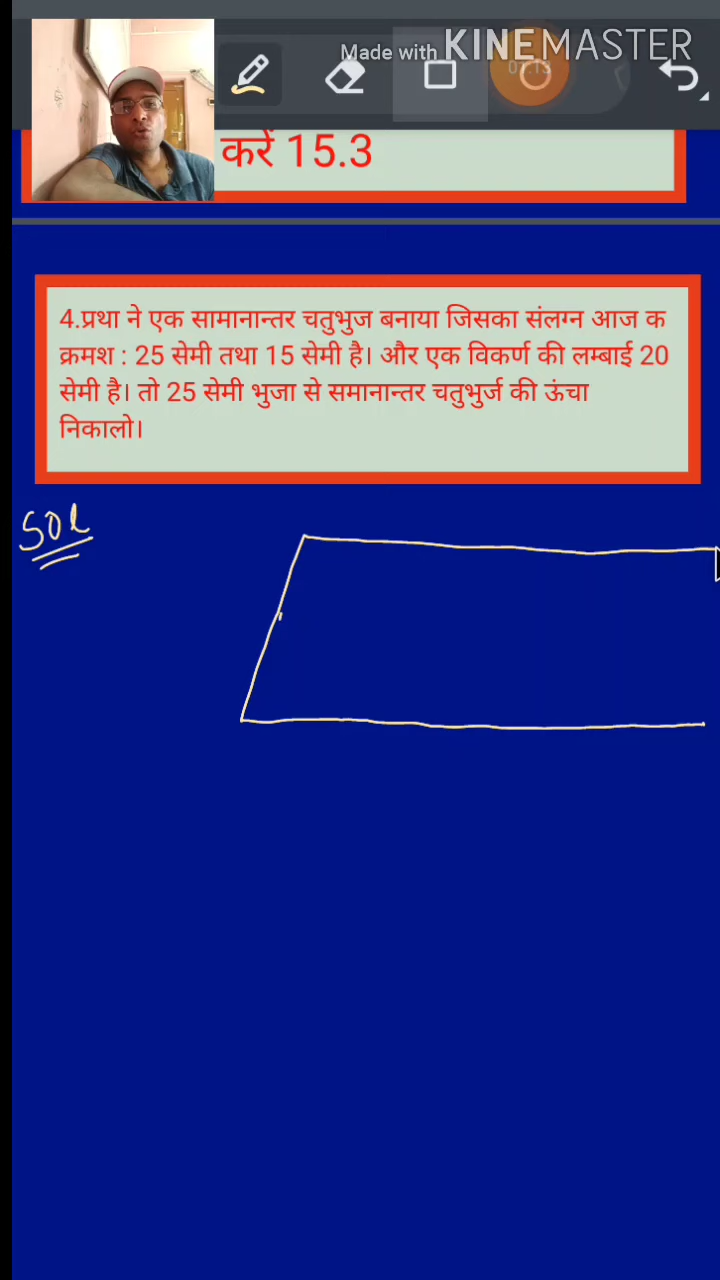 Made with KINEMASTER
करें 15.3
4.प्रथा ने एक सामानान्तर चतुभुज बनाया जिसका संलग्न आज क
क्रमश : 25 सेमी तथा 15 सेमी है। और एक विकर्ण की लम्बाई 20
सेमी है। तो 25 सेमी भुजा से समानान्तर चतुभुर्ज की ऊंचा
निकालो।
SOL